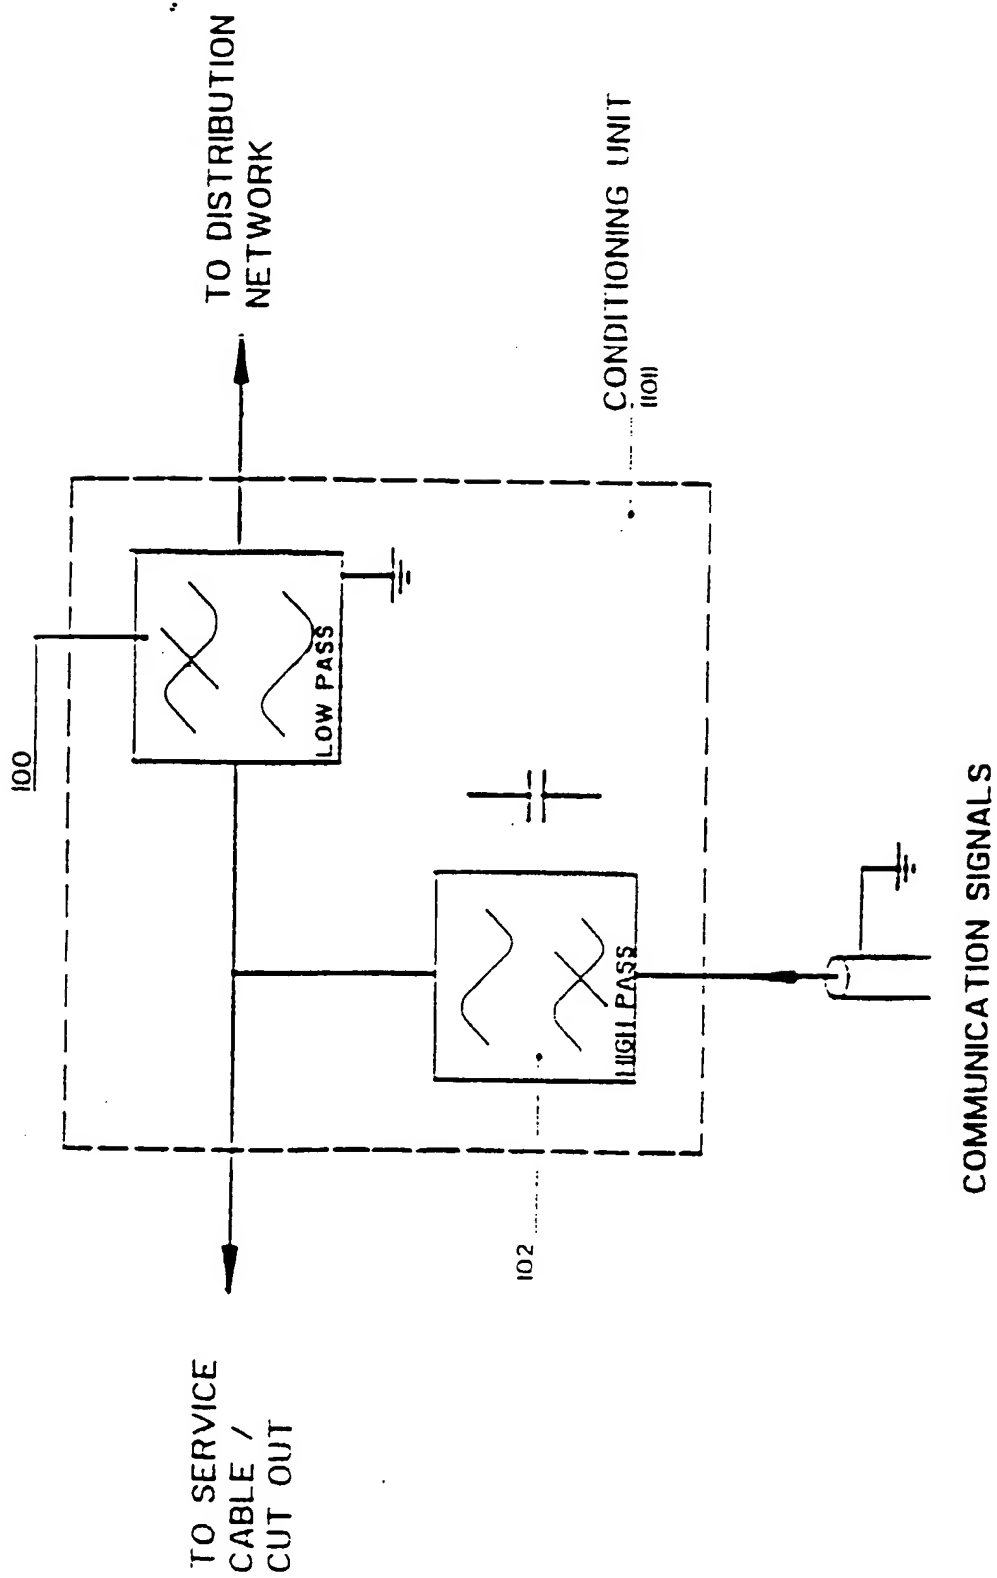 100
TO DISTRIBUTION
NETWORK
LOW PASS
TO SERVICE
CABLE /
CUT OUT
CONDITIONING UNIT
HIGH PASS
102
COMMUNICATION SIGNALS